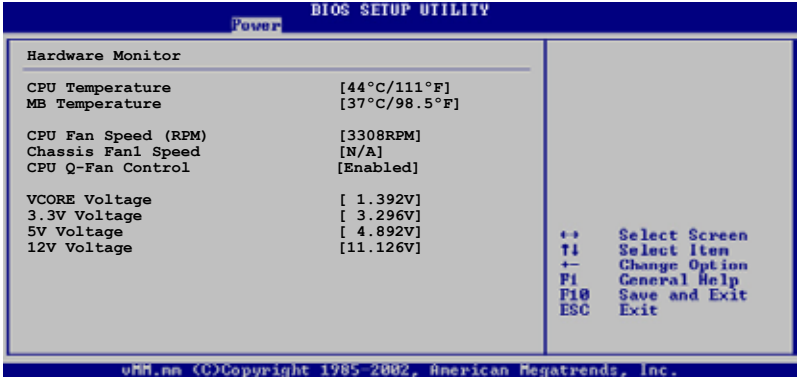 BIOS SETUP UTILITY
Power
Hardware Monitor
CPU Temperature [44°C/111°F]
MB Temperature [37°C/98.5°F]
CPU Fan Speed (RPM) [3308RPM]
Chassis Fan1 Speed [N/A]
CPU Q-Fan Control [Enabled]
VCORE Voltage [ 1.392V]
3.3V Voltage [ 3.296V]
5V Voltage [ 4.892V]
12V Voltage [11.126V]
↔ Select Screen
↑↓ Select Item
+- Change Option
F1 General Help
F10 Save and Exit
ESC Exit
vMM.mm (C)Copyright 1985-2002, American Megatrends, Inc.